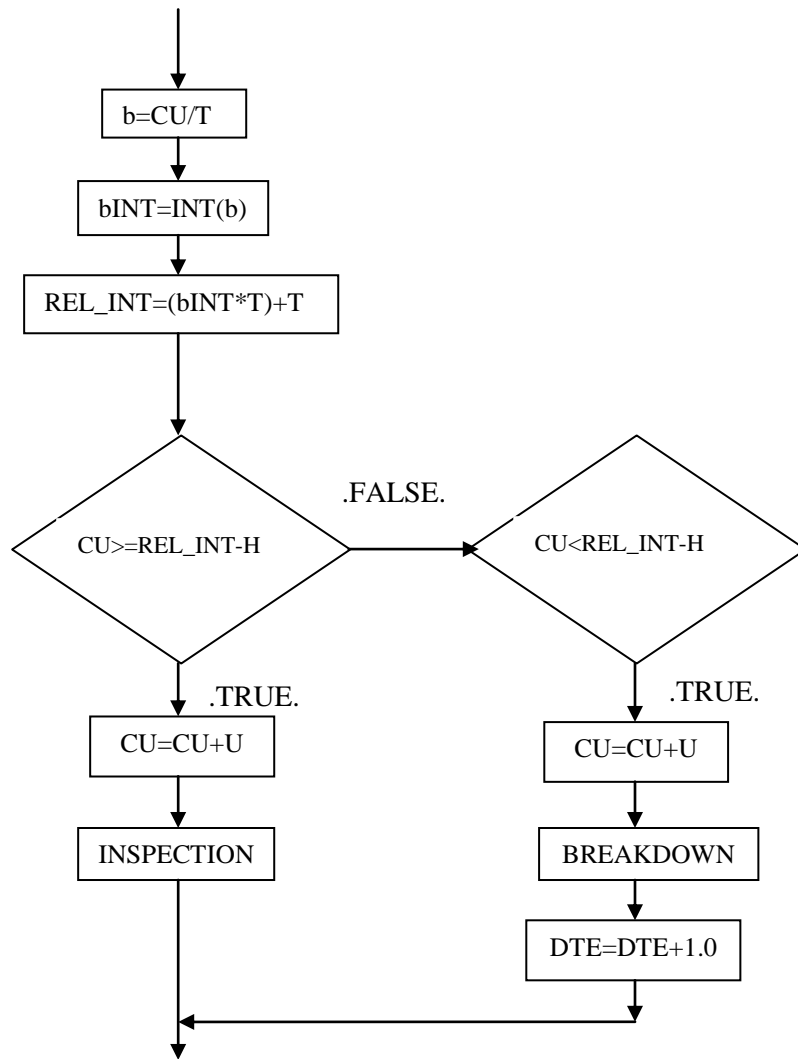 b=CU/T
bINT=INT(b)
REL_INT=(bINT*T)+T
.FALSE.
CU>=REL_INT-H
CU<REL_INT-H
.TRUE.
.TRUE.
CU=CU+U
CU=CU+U
INSPECTION
BREAKDOWN
DTE=DTE+1.0